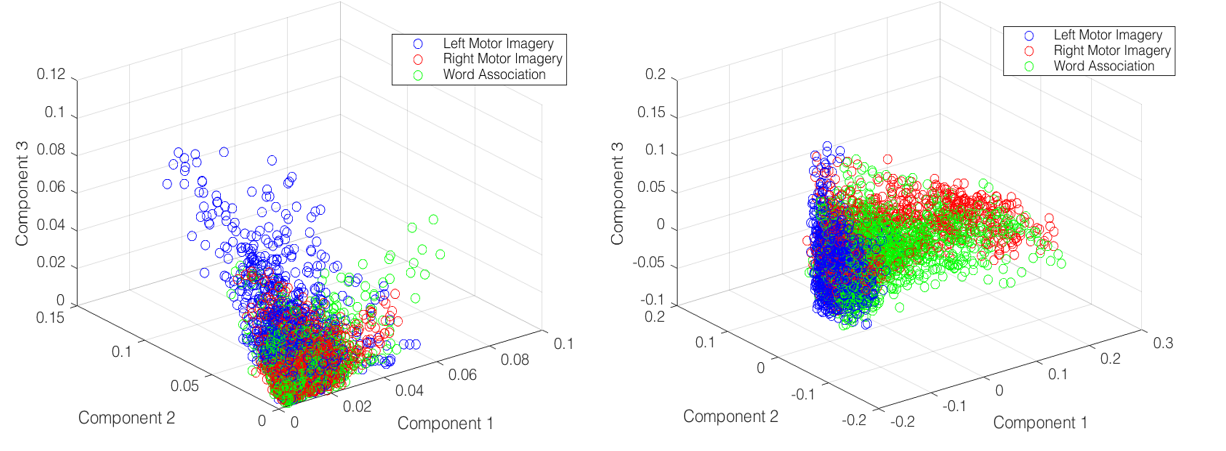 Left Motor Imagery
Right Motor Imagery
Word Association
0.12
0.1
0.08
0.06
0.04
0.02
0
Component 3
0.15
0.1
0.05
0
Component 2
0
0.02
0.04
0.06
0.08
0.1
Component 1
Left Motor Imagery
Right Motor Imagery
Word Association
0.2
0.15
0.1
0.05
0
-0.05
-0.1
Component 3
0.2
0.1
0
-0.1
-0.2
Component 2
-0.2
-0.1
0
0.1
0.2
0.3
Component 1